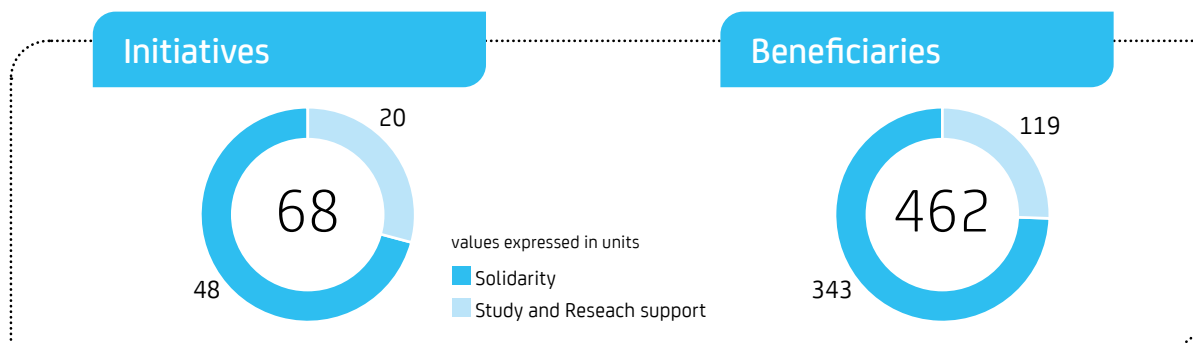 Initiatives
20
68
48
values expressed in units
Solidarity
Study and Reseach support
Beneficiaries
119
462
343